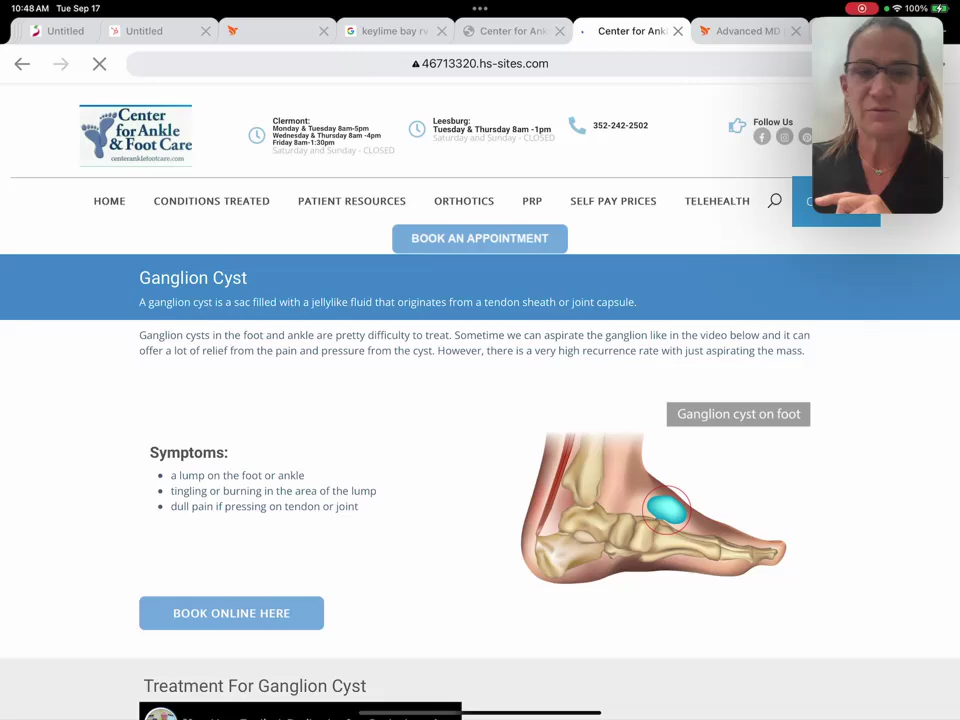 10:48 AM Tue Sep 17
100%
Untitled
Untitled
keylime bay rv
Center for Ank
Center for Ankl
Advanced MD
46713320.hs-sites.com
Center
for Ankle
& Foot Care
centeranklefootcare.com
Clermont:
Monday & Tuesday 8am-5pm
Wednesday & Thursday 8am -4pm
Friday 8am-1:30pm
Saturday and Sunday - CLOSED
Leesburg:
Tuesday & Thursday 8am -1pm
Saturday and Sunday - CLOSED
352-242-2502
Follow Us
HOME
CONDITIONS TREATED
PATIENT RESOURCES
ORTHOTICS
PRP
SELF PAY PRICES
TELEHEALTH
BOOK AN APPOINTMENT
Ganglion Cyst
A ganglion cyst is a sac filled with a jellylike fluid that originates from a tendon sheath or joint capsule.
Ganglion cysts in the foot and ankle are pretty difficulty to treat. Sometime we can aspirate the ganglion like in the video below and it can
offer a lot of relief from the pain and pressure from the cyst. However, there is a very high recurrence rate with just aspirating the mass.
Ganglion cyst on foot
Symptoms:
a lump on the foot or ankle
tingling or burning in the area of the lump
dull pain if pressing on tendon or joint
BOOK ONLINE HERE
Treatment For Ganglion Cyst